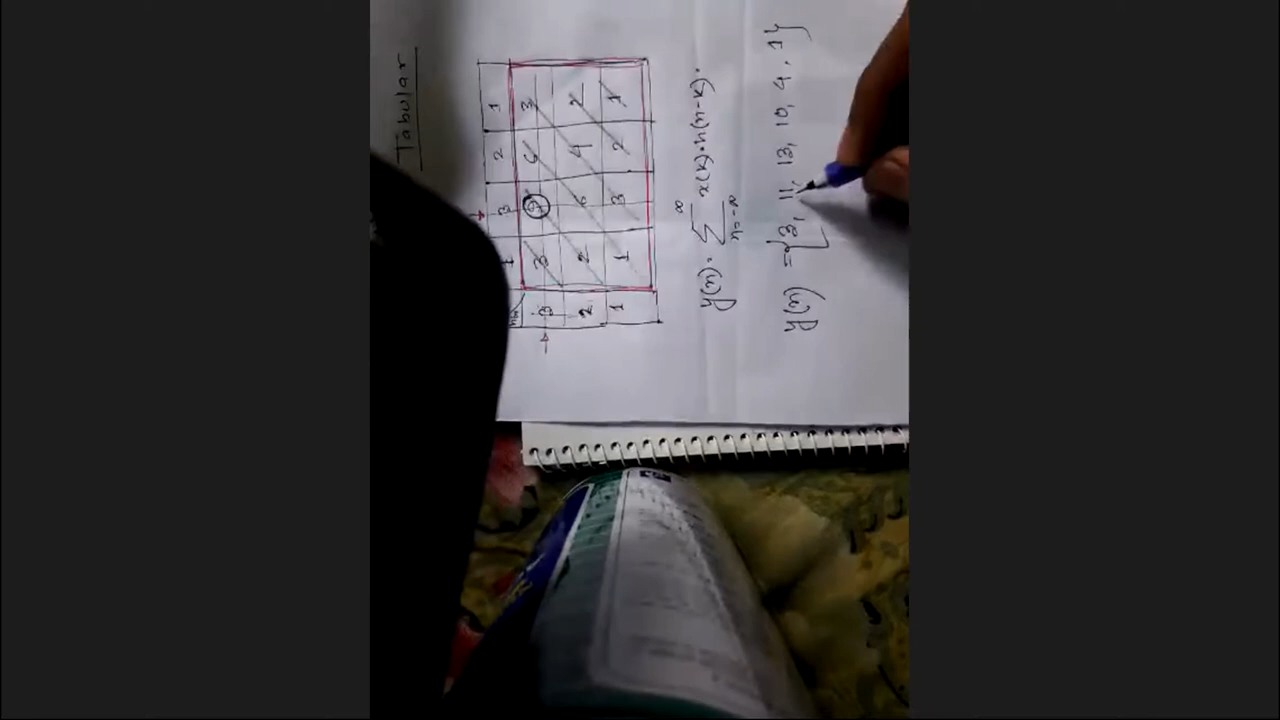 Tabular
1 3 2 1
3 3 9 6 3
2 2 6 4 2
1 1 3 2 1
y(n) = ∞ Σ n=-∞ x(k)·h(n-k).
y(n) = {3, 11, 13, 10, 4, 1}